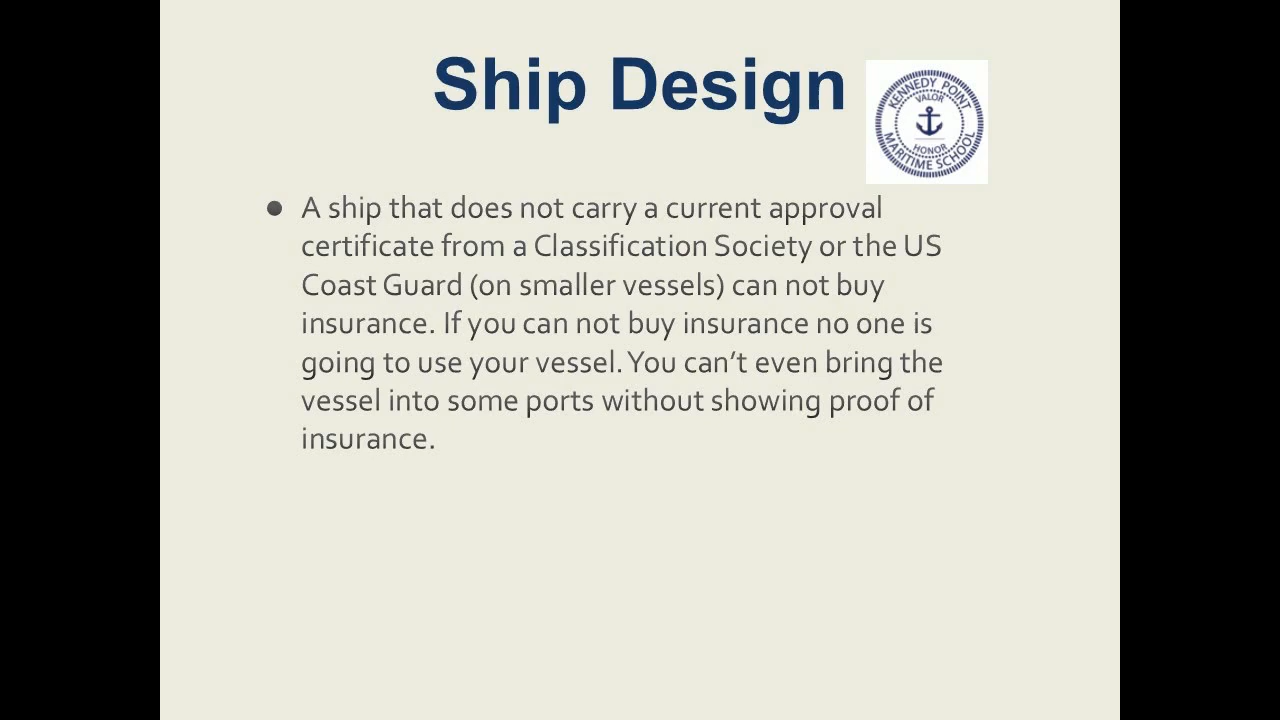 Ship Design
KENNEDY POINT
VALOR
HONOR
MARITIME SCHOOL
● A ship that does not carry a current approval
certificate from a Classification Society or the US
Coast Guard (on smaller vessels) can not buy
insurance. If you can not buy insurance no one is
going to use your vessel. You can’t even bring the
vessel into some ports without showing proof of
insurance.